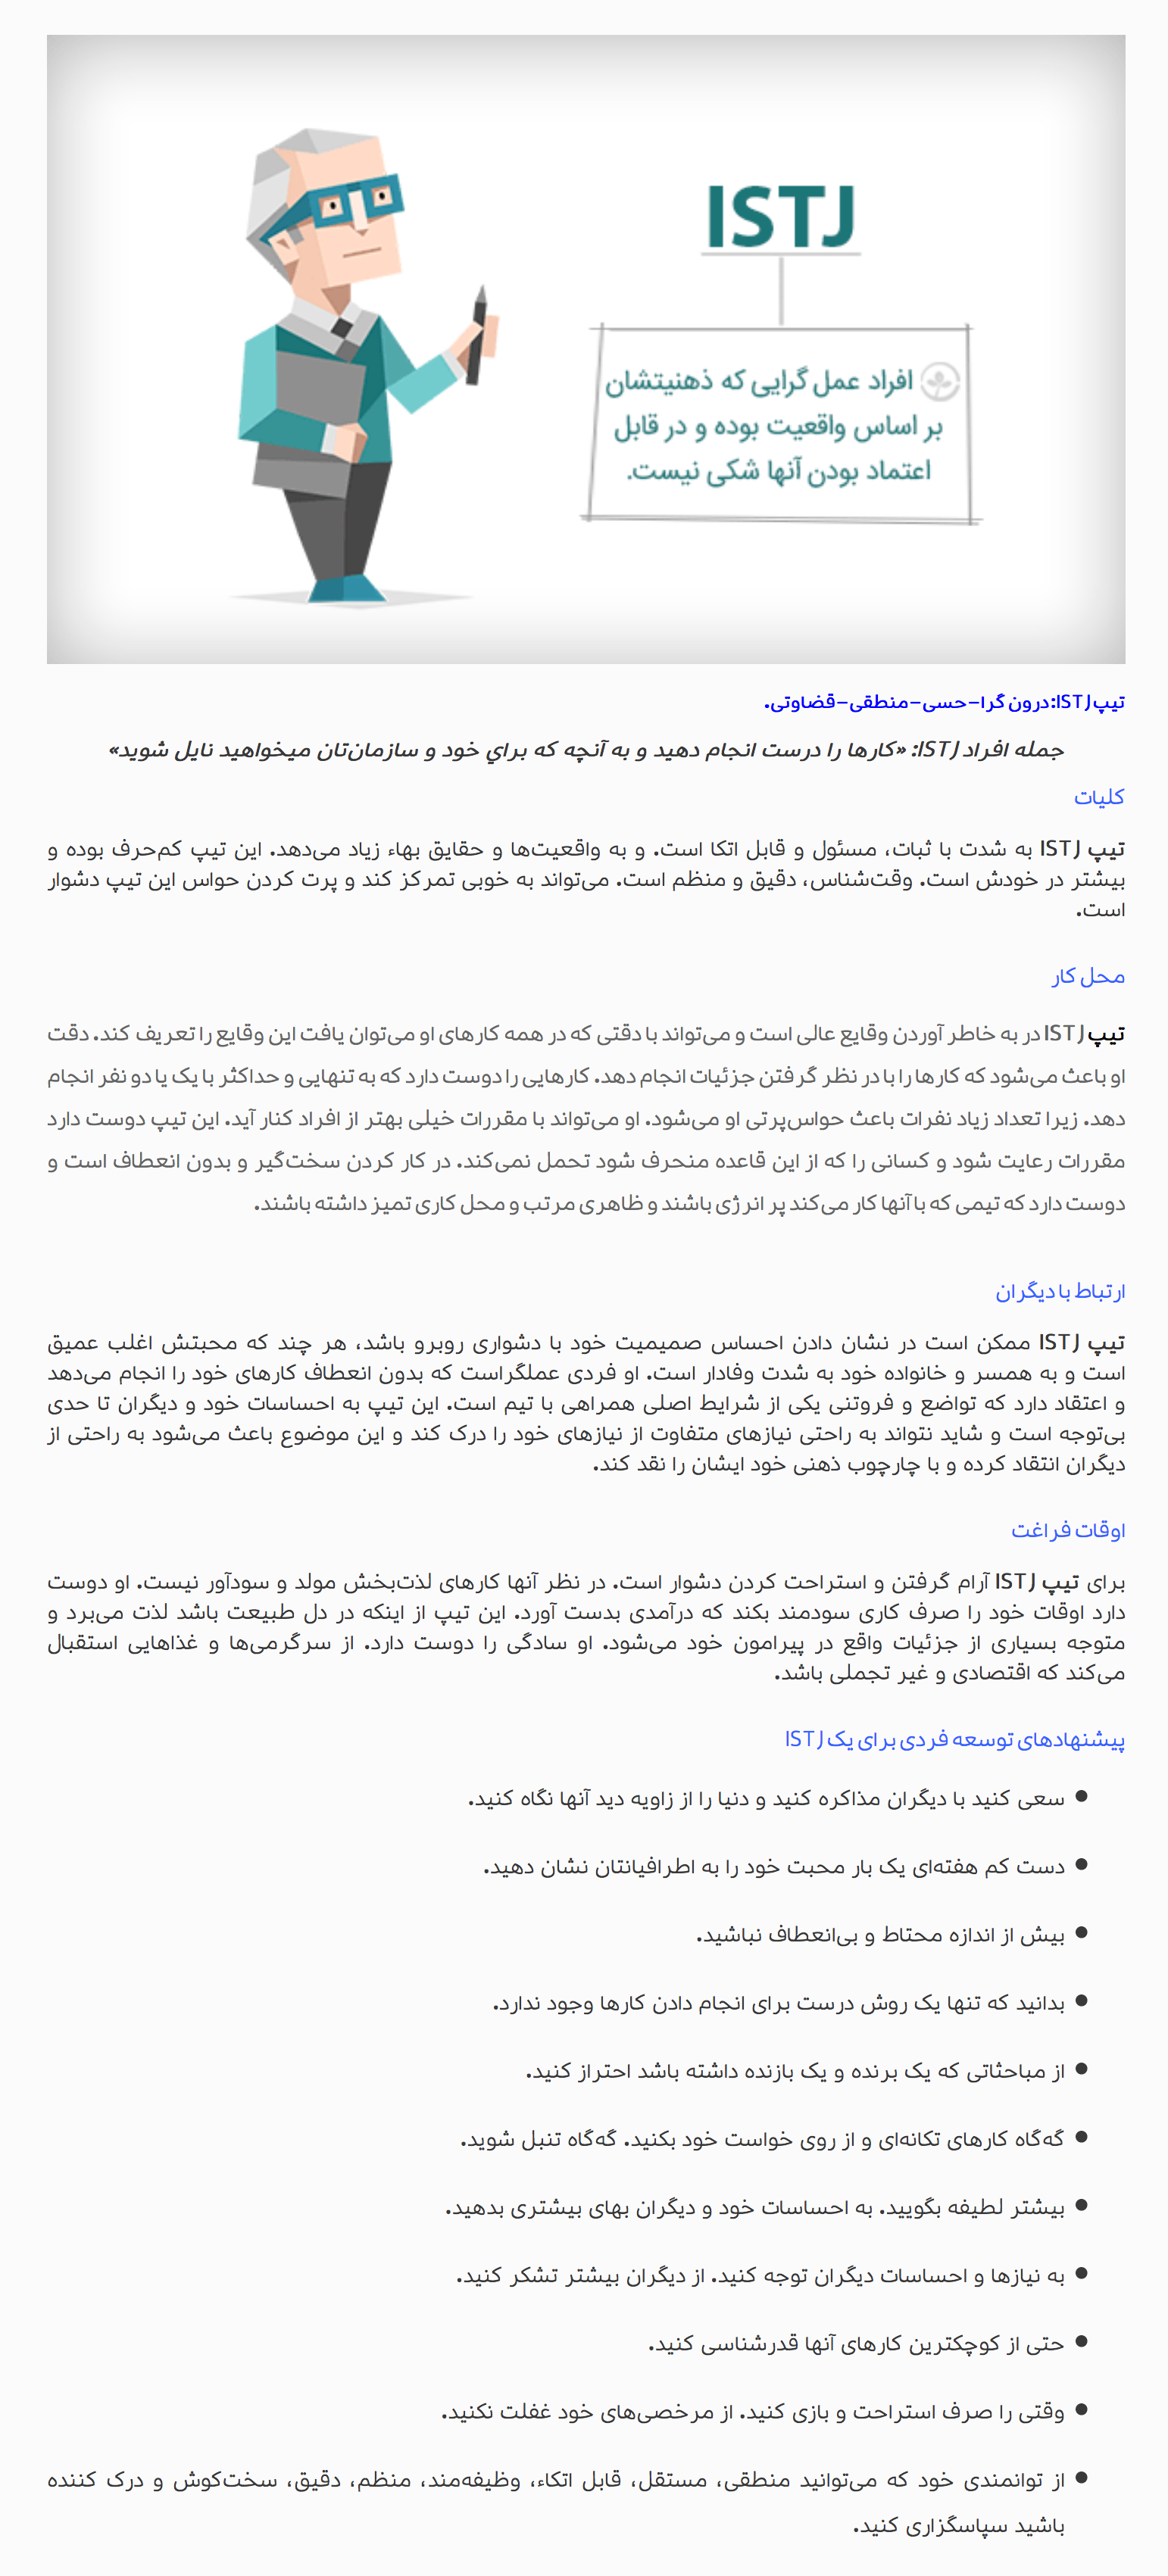 ISTJ
افراد عمل گرایی که ذهنیتشان
بر اساس واقعیت بوده و در قابل
اعتماد بودن آنها شکی نیست.
تیپ ISTJ:درون گرا-حسی-منطقی-قضاوتی.
جمله افراد ISTJ: «کارها را درست انجام دهید و به آنچه که براي خود و سازمان‌تان میخواهید نایل شوید»
کلیات
تیپ ISTJ به شدت با ثبات، مسئول و قابل اتکا است. و به واقعیت‌ها و حقایق بهاء زیاد می‌دهد. این تیپ کم‌حرف بوده و
بیشتر در خودش است. وقت‌شناس، دقیق و منظم است. می‌تواند به خوبی تمرکز کند و پرت کردن حواس این تیپ دشوار
است.
محل کار
تیپ ISTJ در به خاطر آوردن وقایع عالی است و می‌تواند با دقتی که در همه کارهای او می‌توان یافت این وقایع را تعریف کند. دقت
او باعث می‌شود که کارها را با در نظر گرفتن جزئیات انجام دهد. کارهایی را دوست دارد که به تنهایی و حداکثر با یک یا دو نفر انجام
دهد. زیرا تعداد زیاد نفرات باعث حواس‌پرتی او می‌شود. او می‌تواند با مقررات خیلی بهتر از افراد کنار آید. این تیپ دوست دارد
مقررات رعایت شود و کسانی را که از این قاعده منحرف شود تحمل نمی‌کند. در کار کردن سخت‌گیر و بدون انعطاف است و
دوست دارد که تیمی که با آنها کار می‌کند پر انرژی باشند و ظاهری مرتب و محل کاری تمیز داشته باشند.
ارتباط با دیگران
تیپ ISTJ ممکن است در نشان دادن احساس صمیمیت خود با دشواری روبرو باشد، هر چند که محبتش اغلب عمیق
است و به همسر و خانواده خود به شدت وفادار است. او فردی عملگراست که بدون انعطاف کارهای خود را انجام می‌دهد
و اعتقاد دارد که تواضع و فروتنی یکی از شرایط اصلی همراهی با تیم است. این تیپ به احساسات خود و دیگران تا حدی
بی‌توجه است و شاید نتواند به راحتی نیازهای متفاوت از نیازهای خود را درک کند و این موضوع باعث می‌شود به راحتی از
دیگران انتقاد کرده و با چارچوب ذهنی خود ایشان را نقد کند.
اوقات فراغت
برای تیپ ISTJ آرام گرفتن و استراحت کردن دشوار است. در نظر آنها کارهای لذت‌بخش مولد و سودآور نیست. او دوست
دارد اوقات خود را صرف کاری سودمند بکند که درآمدی بدست آورد. این تیپ از اینکه در دل طبیعت باشد لذت می‌برد و
متوجه بسیاری از جزئیات واقع در پیرامون خود می‌شود. او سادگی را دوست دارد. از سرگرمی‌ها و غذاهایی استقبال
می‌کند که اقتصادی و غیر تجملی باشد.
پیشنهادهای توسعه فردی برای یک ISTJ
● سعی کنید با دیگران مذاکره کنید و دنیا را از زاویه دید آنها نگاه کنید.
● دست کم هفته‌ای یک بار محبت خود را به اطرافیانتان نشان دهید.
● بیش از اندازه محتاط و بی‌انعطاف نباشید.
● بدانید که تنها یک روش درست برای انجام دادن کارها وجود ندارد.
● از مباحثاتی که یک برنده و یک بازنده داشته باشد احتراز کنید.
● گه‌گاه کارهای تکانه‌ای و از روی خواست خود بکنید. گه‌گاه تنبل شوید.
● بیشتر لطیفه بگویید. به احساسات خود و دیگران بهای بیشتری بدهید.
● به نیازها و احساسات دیگران توجه کنید. از دیگران بیشتر تشکر کنید.
● حتی از کوچکترین کارهای آنها قدرشناسی کنید.
● وقتی را صرف استراحت و بازی کنید. از مرخصی‌های خود غفلت نکنید.
● از توانمندی خود که می‌توانید منطقی، مستقل، قابل اتکاء، وظیفه‌مند، منظم، دقیق، سخت‌کوش و درک کننده
باشید سپاسگزاری کنید.